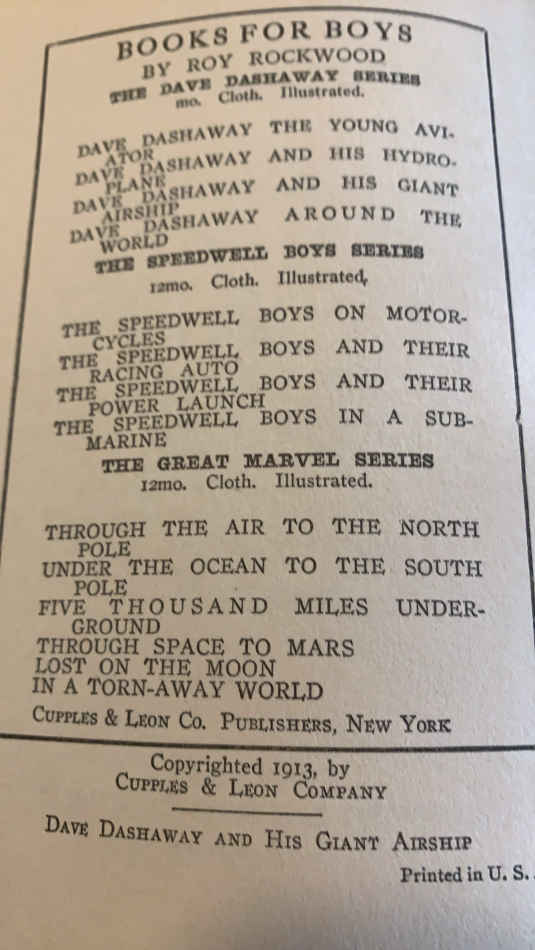 BOOKS FOR BOYS
BY ROY ROCKWOOD
THE DAVE DASHAWAY SERIES
mo. Cloth. Illustrated.
DAVE DASHAWAY THE YOUNG AVI-
ATOR
DAVE DASHAWAY AND HIS HYDRO-
PLANE
DAVE DASHAWAY AND HIS GIANT
AIRSHIP
DAVE DASHAWAY AROUND THE
WORLD
THE SPEEDWELL BOYS SERIES
12mo. Cloth. Illustrated,
THE SPEEDWELL BOYS ON MOTOR-
CYCLES
THE SPEEDWELL BOYS AND THEIR
RACING AUTO
THE SPEEDWELL BOYS AND THEIR
POWER LAUNCH
THE SPEEDWELL BOYS IN A SUB-
MARINE
THE GREAT MARVEL SERIES
12mo. Cloth. Illustrated.
THROUGH THE AIR TO THE NORTH
POLE
UNDER THE OCEAN TO THE SOUTH
POLE
FIVE THOUSAND MILES UNDER-
GROUND
THROUGH SPACE TO MARS
LOST ON THE MOON
IN A TORN-AWAY WORLD
CUPPLES & LEON CO. PUBLISHERS, NEW YORK
Copyrighted 1913, by
CUPPLES & LEON COMPANY
DAVE DASHAWAY AND HIS GIANT AIRSHIP
Printed in U. S.